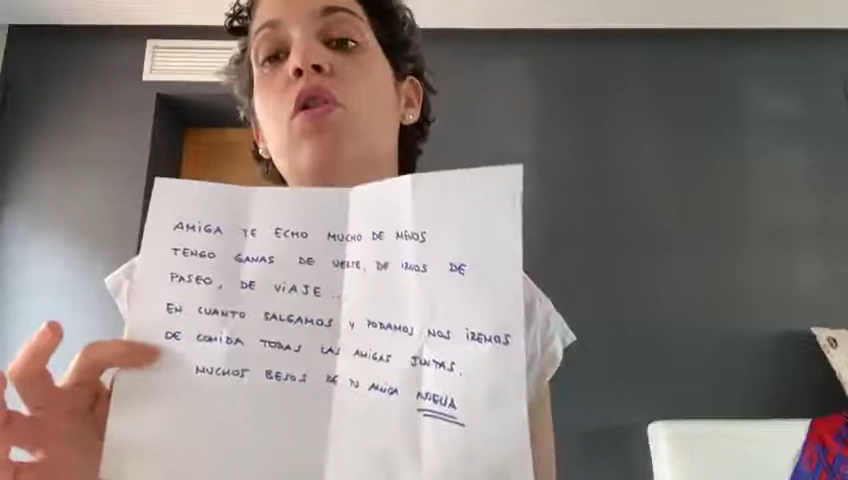 AMIGA TE ECHO MUCHO DE MENOS
TENGO GANAS DE VERTE, DE IRNOS DE
PASEO, DE VIAJE...
EN CUANTO SALGAMOS Y PODAMOS NOS IREMOS
DE COMIDA TODAS LAS AMIGAS JUNTAS.
MUCHOS BESOS DE TU AMIGA